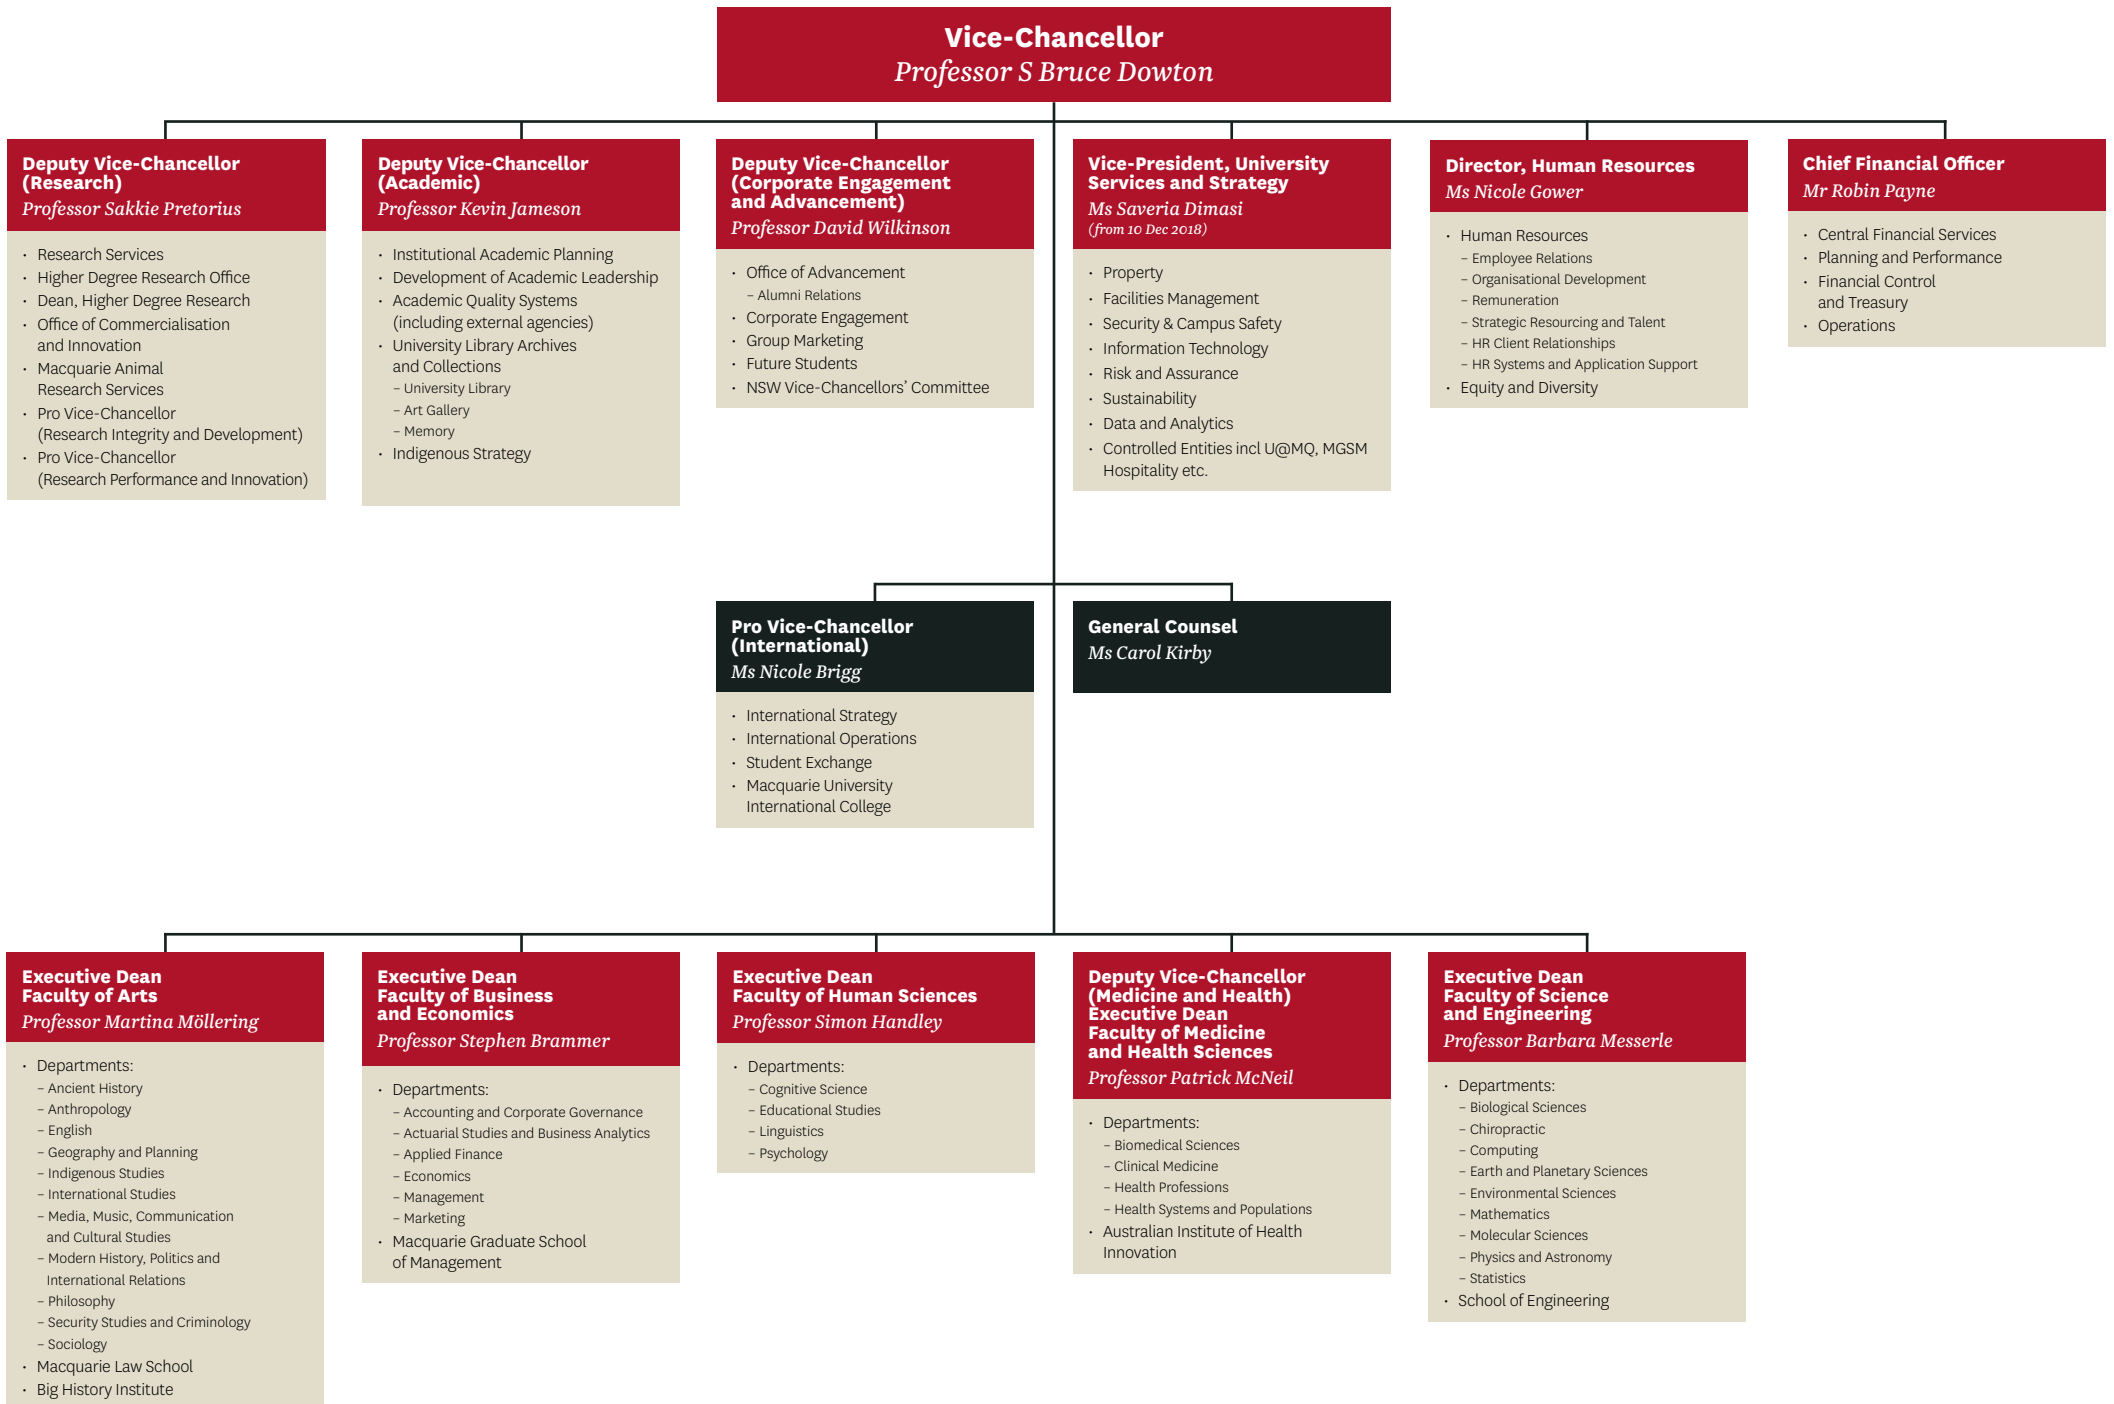 Vice-Chancellor
Professor S Bruce Dowton
Deputy Vice-Chancellor
(Research)
Professor Sakkie Pretorius
• Research Services
• Higher Degree Research Office
• Dean, Higher Degree Research
• Office of Commercialisation
and Innovation
• Macquarie Animal
Research Services
• Pro Vice-Chancellor
(Research Integrity and Development)
• Pro Vice-Chancellor
(Research Performance and Innovation)
Deputy Vice-Chancellor
(Academic)
Professor Kevin Jameson
• Institutional Academic Planning
• Development of Academic Leadership
• Academic Quality Systems
(including external agencies)
• University Library Archives
and Collections
– University Library
– Art Gallery
– Memory
• Indigenous Strategy
Deputy Vice-Chancellor
(Corporate Engagement
and Advancement)
Professor David Wilkinson
• Office of Advancement
– Alumni Relations
• Corporate Engagement
• Group Marketing
• Future Students
• NSW Vice-Chancellors’ Committee
Vice-President, University
Services and Strategy
Ms Saveria Dimasi
(from 10 Dec 2018)
• Property
• Facilities Management
• Security & Campus Safety
• Information Technology
• Risk and Assurance
• Sustainability
• Data and Analytics
• Controlled Entities incl U@MQ, MGSM
Hospitality etc.
Director, Human Resources
Ms Nicole Gower
• Human Resources
– Employee Relations
– Organisational Development
– Remuneration
– Strategic Resourcing and Talent
– HR Client Relationships
– HR Systems and Application Support
• Equity and Diversity
Chief Financial Officer
Mr Robin Payne
• Central Financial Services
• Planning and Performance
• Financial Control
and Treasury
• Operations
Pro Vice-Chancellor
(International)
Ms Nicole Brigg
• International Strategy
• International Operations
• Student Exchange
• Macquarie University
International College
General Counsel
Ms Carol Kirby
Executive Dean
Faculty of Arts
Professor Martina Möllering
• Departments:
– Ancient History
– Anthropology
– English
– Geography and Planning
– Indigenous Studies
– International Studies
– Media, Music, Communication
and Cultural Studies
– Modern History, Politics and
International Relations
– Philosophy
– Security Studies and Criminology
– Sociology
• Macquarie Law School
• Big History Institute
Executive Dean
Faculty of Business
and Economics
Professor Stephen Brammer
• Departments:
– Accounting and Corporate Governance
– Actuarial Studies and Business Analytics
– Applied Finance
– Economics
– Management
– Marketing
• Macquarie Graduate School
of Management
Executive Dean
Faculty of Human Sciences
Professor Simon Handley
• Departments:
– Cognitive Science
– Educational Studies
– Linguistics
– Psychology
Deputy Vice-Chancellor
(Medicine and Health)
Executive Dean
Faculty of Medicine
and Health Sciences
Professor Patrick McNeil
• Departments:
– Biomedical Sciences
– Clinical Medicine
– Health Professions
– Health Systems and Populations
• Australian Institute of Health
Innovation
Executive Dean
Faculty of Science
and Engineering
Professor Barbara Messerle
• Departments:
– Biological Sciences
– Chiropractic
– Computing
– Earth and Planetary Sciences
– Environmental Sciences
– Mathematics
– Molecular Sciences
– Physics and Astronomy
– Statistics
• School of Engineering